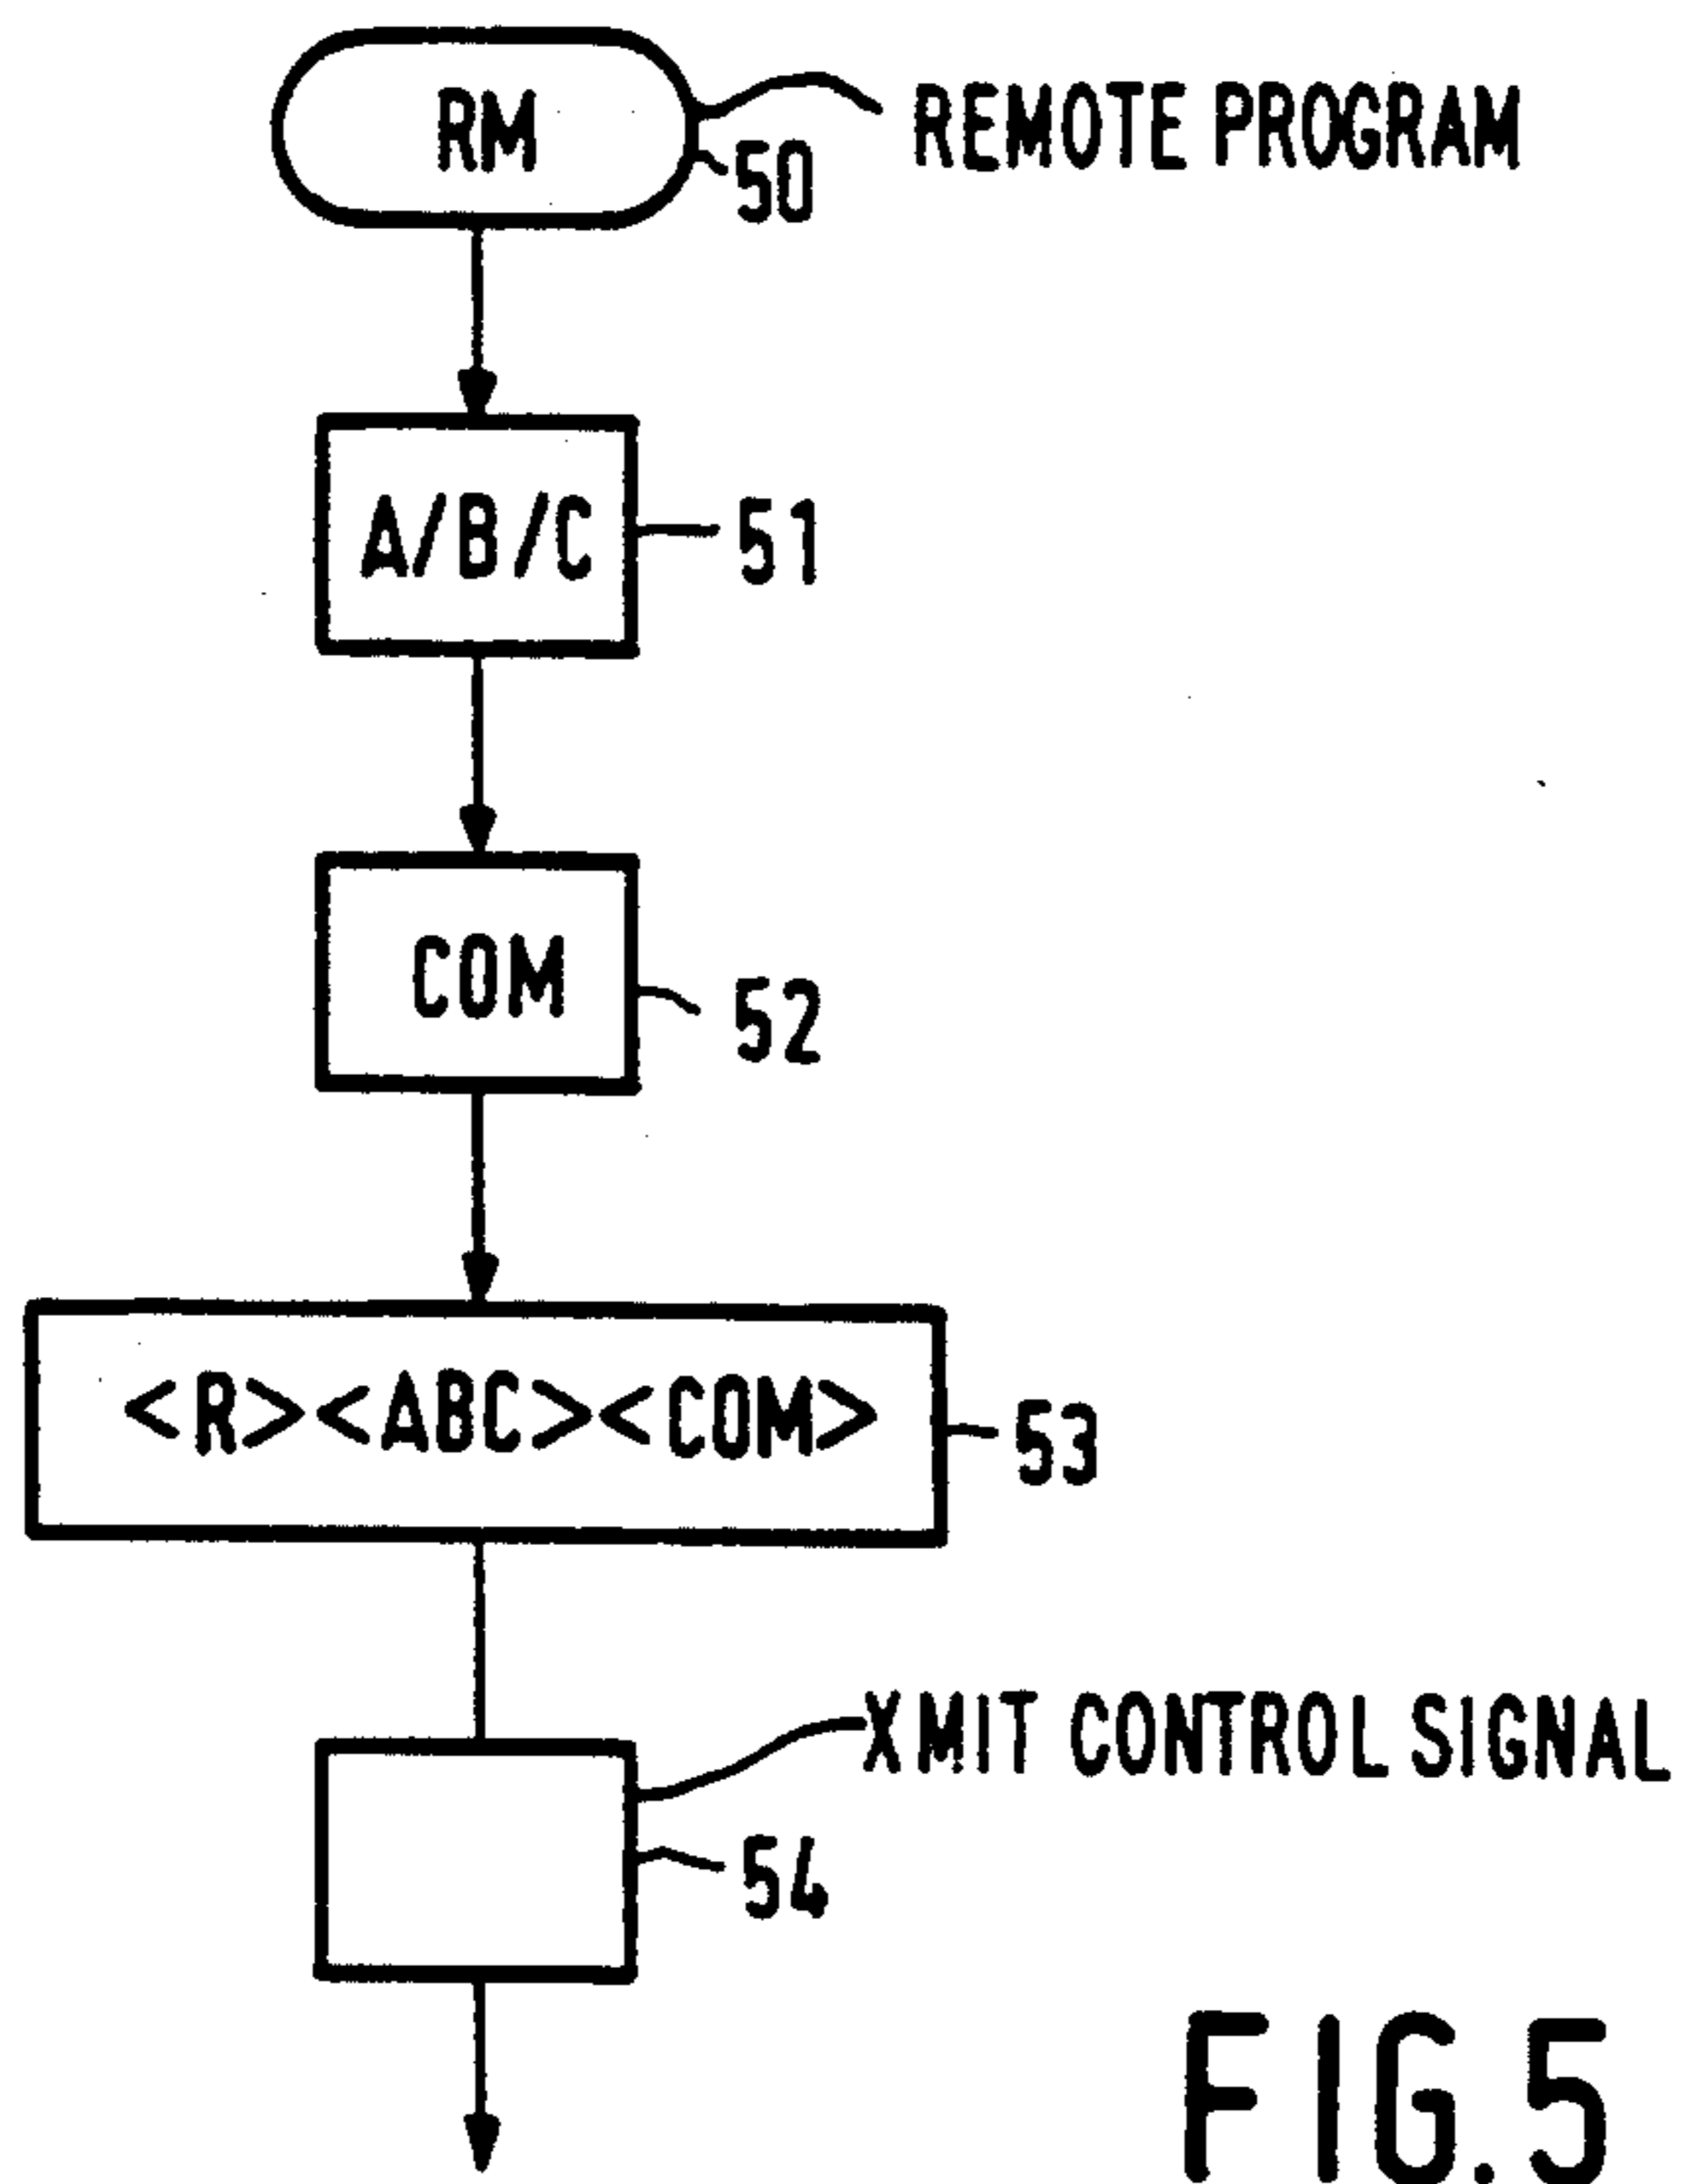 RM
REMOTE PROGRAM
50
A/B/C
51
COM
52
<R><ABC><COM>
53
XMIT CONTROL SIGNAL
54
FIG.5